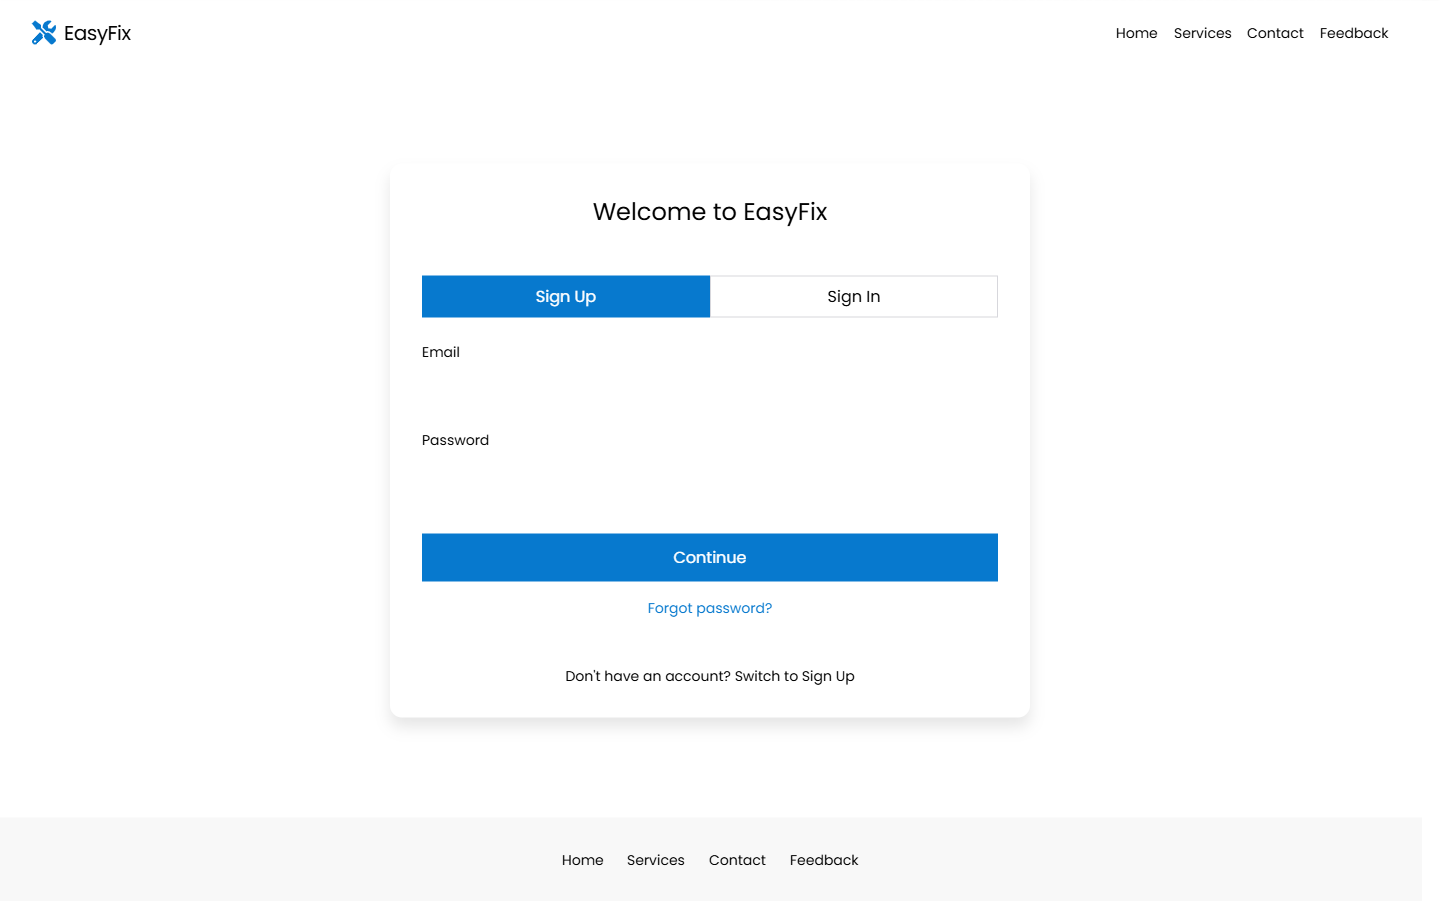 EasyFix
Home Services Contact Feedback
Welcome to EasyFix
Sign Up Sign In
Email
Password
Continue
Forgot password?
Don't have an account? Switch to Sign Up
Home Services Contact Feedback